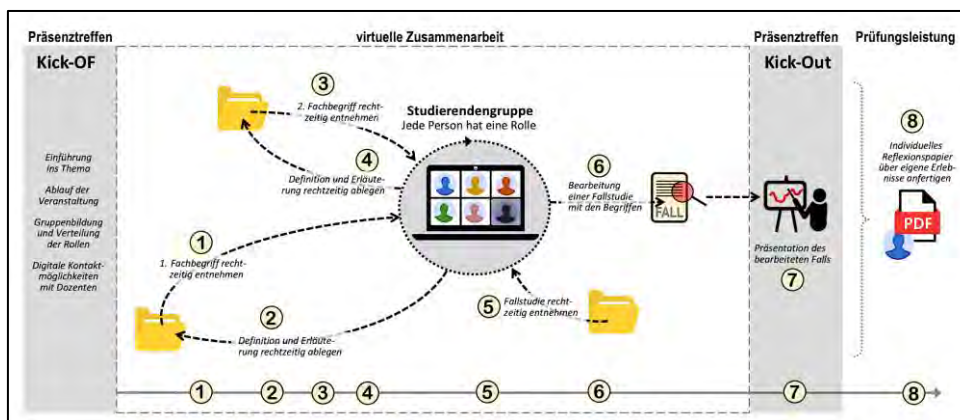 Präsenztreffen
virtuelle Zusammenarbeit
Präsenztreffen
Prüfungsleistung
Kick-OF
Kick-Out
Einführung
ins Thema
Ablauf der
Veranstaltung
Gruppenbildung
und Verteilung
der Rollen
Digitale Kontakt-
möglichkeiten
mit Dozenten
3
2. Fachbegriff recht-
zeitig entnehmen
Studierendengruppe
Jede Person hat eine Rolle
4
Definition und Erläute-
rung rechtzeitig ablegen
1
1. Fachbegriff recht-
zeitig entnehmen
2
Definition und Erläute-
rung rechtzeitig ablegen
5
Fallstudie recht-
zeitig entnehmen
6
Bearbeitung
einer Fallstudie
mit den Begriffen
FALL
Präsentation des
bearbeiteten Falls
7
8
Individuelles
Reflexionspapier
über eigene Erleb-
nisse anfertigen
PDF
1 2 3 4 5 6 7 8